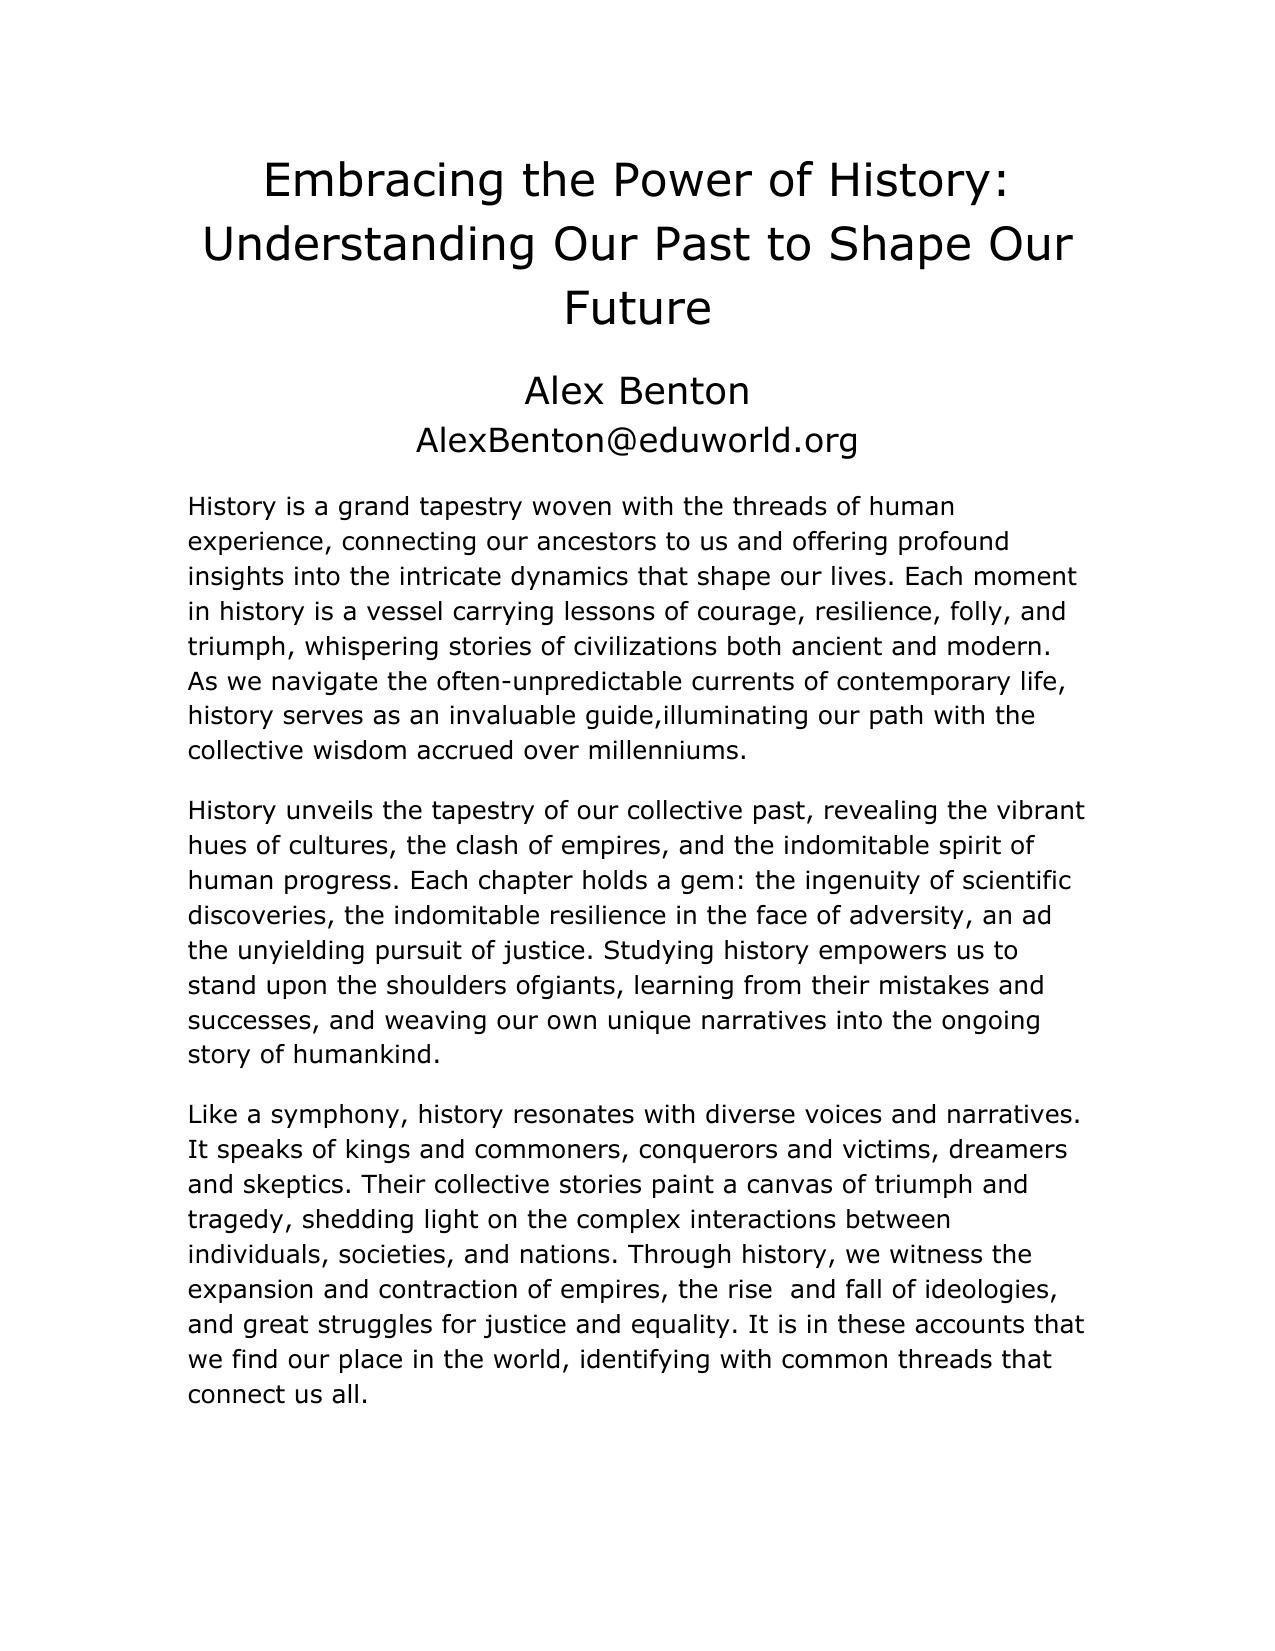 Embracing the Power of History:
Understanding Our Past to Shape Our
Future
Alex Benton
AlexBenton@eduworld.org
History is a grand tapestry woven with the threads of human
experience, connecting our ancestors to us and offering profound
insights into the intricate dynamics that shape our lives. Each moment
in history is a vessel carrying lessons of courage, resilience, folly, and
triumph, whispering stories of civilizations both ancient and modern.
As we navigate the often-unpredictable currents of contemporary life,
history serves as an invaluable guide,illuminating our path with the
collective wisdom accrued over millenniums.
History unveils the tapestry of our collective past, revealing the vibrant
hues of cultures, the clash of empires, and the indomitable spirit of
human progress. Each chapter holds a gem: the ingenuity of scientific
discoveries, the indomitable resilience in the face of adversity, an ad
the unyielding pursuit of justice. Studying history empowers us to
stand upon the shoulders ofgiants, learning from their mistakes and
successes, and weaving our own unique narratives into the ongoing
story of humankind.
Like a symphony, history resonates with diverse voices and narratives.
It speaks of kings and commoners, conquerors and victims, dreamers
and skeptics. Their collective stories paint a canvas of triumph and
tragedy, shedding light on the complex interactions between
individuals, societies, and nations. Through history, we witness the
expansion and contraction of empires, the rise  and fall of ideologies,
and great struggles for justice and equality. It is in these accounts that
we find our place in the world, identifying with common threads that
connect us all.